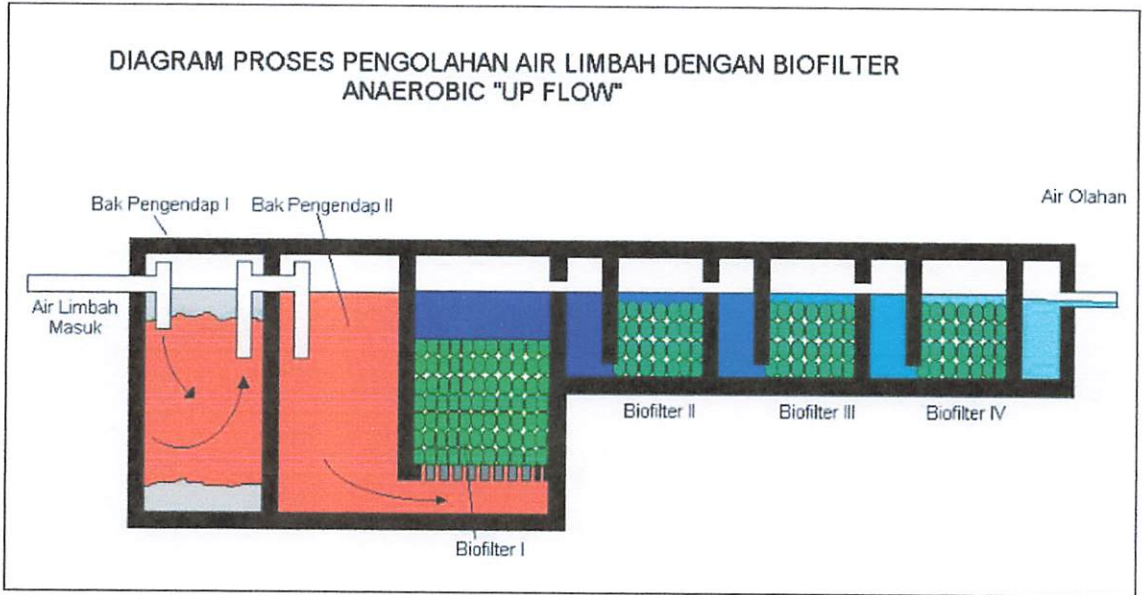 DIAGRAM PROSES PENGOLAHAN AIR LIMBAH DENGAN BIOFILTER
ANAEROBIC "UP FLOW"
Bak Pengendap I
Bak Pengendap II
Air Olahan
Air Limbah
Masuk
Biofilter II
Biofilter III
Biofilter IV
Biofilter I